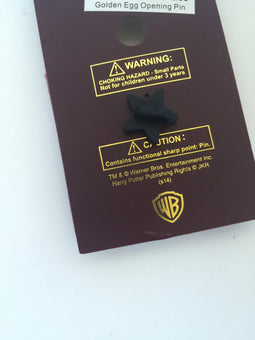 Golden Egg Opening Pin
WARNING:
CHOKING HAZARD - Small Parts
Not for children under 3 years
CAUTION:
Contains functional sharp point: Pin.
TM & © Warner Bros. Entertainment Inc.
Harry Potter Publishing Rights © JKR
(s14)
WB